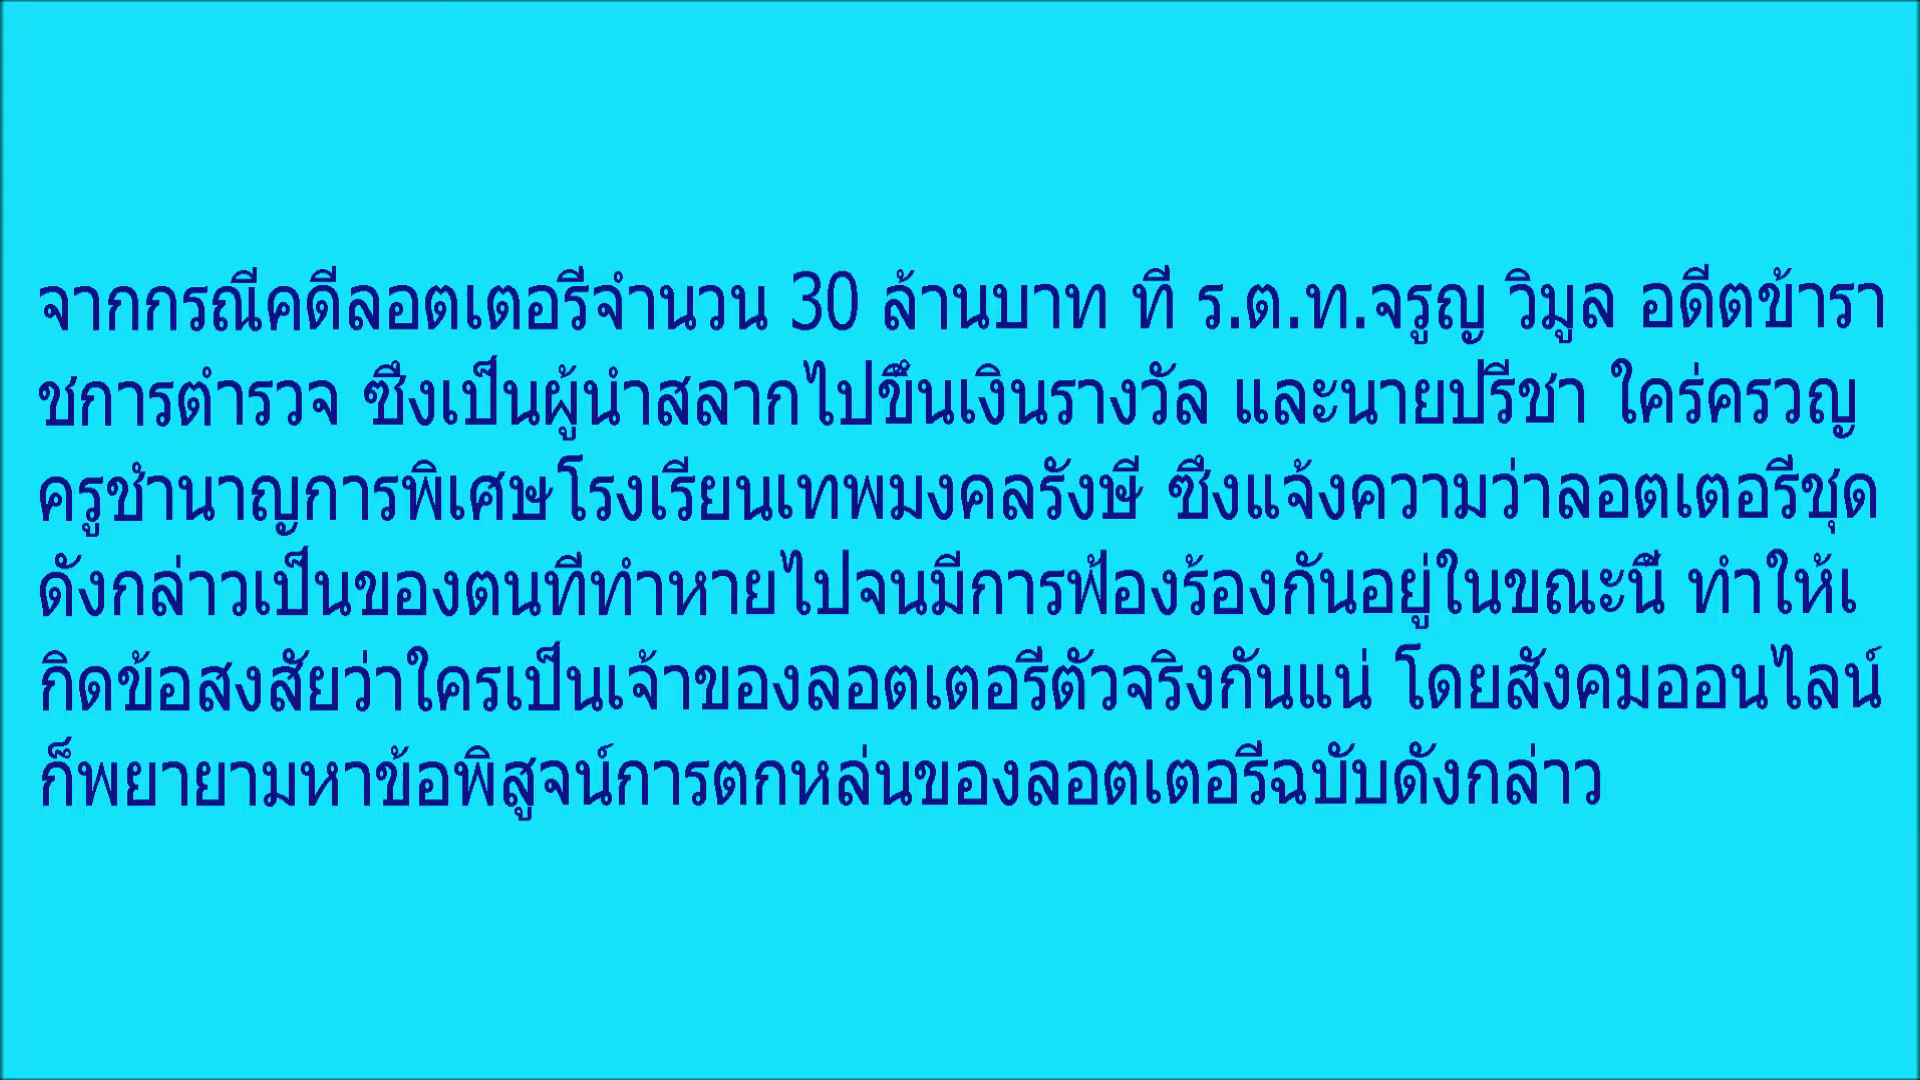 จากกรณีคดีลอตเตอรี่จำนวน 30 ล้านบาท ที่ ร.ต.ท.จรูญ วิมูล อดีตข้ารา
ชการตำรวจ ซึ่งเป็นผู้นำสลากไปขึ้นเงินรางวัล และนายปรีชา ใคร่ครวญ
ครูชำนาญการพิเศษโรงเรียนเทพมงคลรังษี ซึ่งแจ้งความว่าลอตเตอรี่ชุด
ดังกล่าวเป็นของตนที่ทำหายไปจนมีการฟ้องร้องกันอยู่ในขณะนี้ ทำให้เ
กิดข้อสงสัยว่าใครเป็นเจ้าของลอตเตอรี่ตัวจริงกันแน่ โดยสังคมออนไลน์
ก็พยายามหาข้อพิสูจน์การตกหล่นของลอตเตอรี่ฉบับดังกล่าว